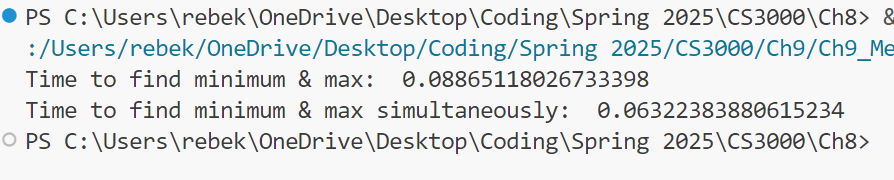 PS C:\Users\rebek\OneDrive\Desktop\Coding\Spring 2025\CS3000\Ch8> &
:/Users/rebek/OneDrive/Desktop/Coding/Spring 2025/CS3000/Ch9/Ch9_Me
Time to find minimum & max:  0.08865118026733398
Time to find minimum & max simultaneously:  0.06322383880615234
PS C:\Users\rebek\OneDrive\Desktop\Coding\Spring 2025\CS3000\Ch8>